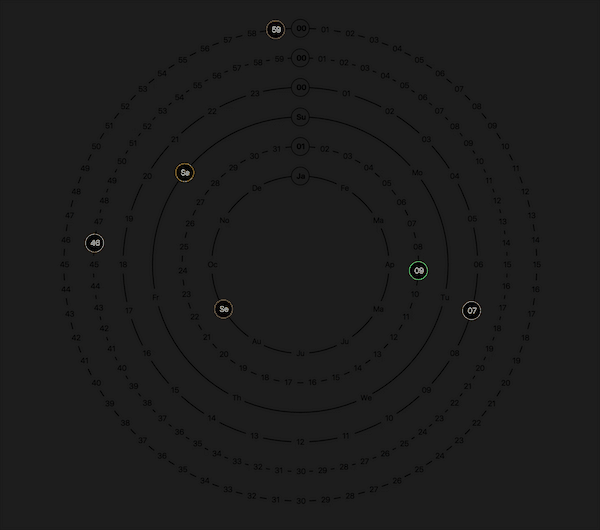 00 01 02 03 04 05 06 07 08 09 10 11 12 13 14 15 16 17 18 19 20 21 22 23 24 25 26 27 28 29 30 31 32 33 34 35 36 37 38 39 40 41 42 43 44 45 46 47 48 49 50 51 52 53 54 55 56 57 58 59
00 01 02 03 04 05 06 07 08 09 10 11 12 13 14 15 16 17 18 19 20 21 22 23 24 25 26 27 28 29 30 31 32 33 34 35 36 37 38 39 40 41 42 43 44 45 46 47 48 49 50 51 52 53 54 55 56 57 58 59
00 01 02 03 04 05 06 07 08 09 10 11 12 13 14 15 16 17 18 19 20 21 22 23
Su Mo Tu We Th Fr Sa
01 02 03 04 05 06 07 08 09 10 11 12 13 14 15 16 17 18 19 20 21 22 23 24 25 26 27 28 29 30 31
Ja Fe Ma Ap Ma Ju Ju Au Se Oc No De